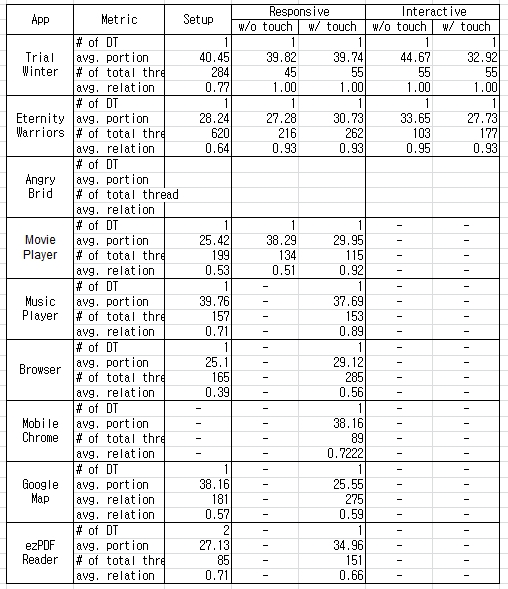 App Metric Setup Responsive Interactive
w/o touch w/ touch w/o touch w/ touch
Trial Winter
# of DT 1 1 1 1 1
avg. portion 40.45 39.82 39.74 44.67 32.92
# of total thre 284 45 55 55 55
avg. relation 0.77 1.00 1.00 1.00 1.00
Eternity Warriors
# of DT 1 1 1 1 1
avg. portion 28.24 27.28 30.73 33.65 27.73
# of total thre 620 216 262 103 177
avg. relation 0.64 0.93 0.93 0.95 0.93
Angry Brid
# of DT
avg. portion
# of total thread
avg. relation
Movie Player
# of DT 1 1 1 - -
avg. portion 25.42 38.29 29.95 - -
# of total thre 199 134 115 - -
avg. relation 0.53 0.51 0.92 - -
Music Player
# of DT 1 - 1 - -
avg. portion 39.76 - 37.69 - -
# of total thre 157 - 153 - -
avg. relation 0.71 - 0.89 - -
Browser
# of DT 1 - 1 - -
avg. portion 25.1 - 29.12 - -
# of total thre 165 - 285 - -
avg. relation 0.39 - 0.56 - -
Mobile Chrome
# of DT - - 1 - -
avg. portion - - 38.16 - -
# of total thre - - 89 - -
avg. relation - - 0.7222 - -
Google Map
# of DT 1 - 1 - -
avg. portion 38.16 - 25.55 - -
avg. relation 181 - 275 - -
avg. relation 0.57 - 0.59 - -
ezPDF Reader
# of DT 2 - 1 - -
avg. portion 27.13 - 34.96 - -
# of total thre 85 - 151 - -
avg. relation 0.71 - 0.66 - -